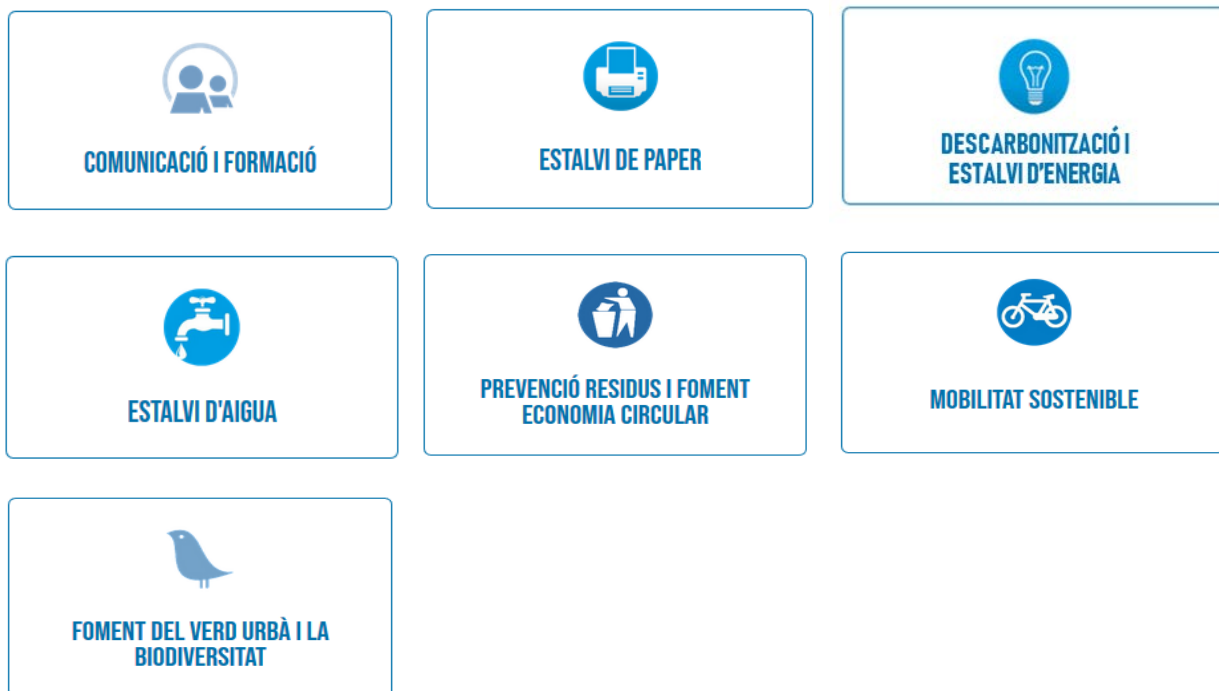 COMUNICACIÓ I FORMACIÓ
ESTALVI DE PAPER
DESCARBONITZACIÓ I
ESTALVI D'ENERGIA
ESTALVI D'AIGUA
PREVENCIÓ RESIDUS I FOMENT
ECONOMIA CIRCULAR
MOBILITAT SOSTENIBLE
FOMENT DEL VERD URBÀ I LA
BIODIVERSITAT